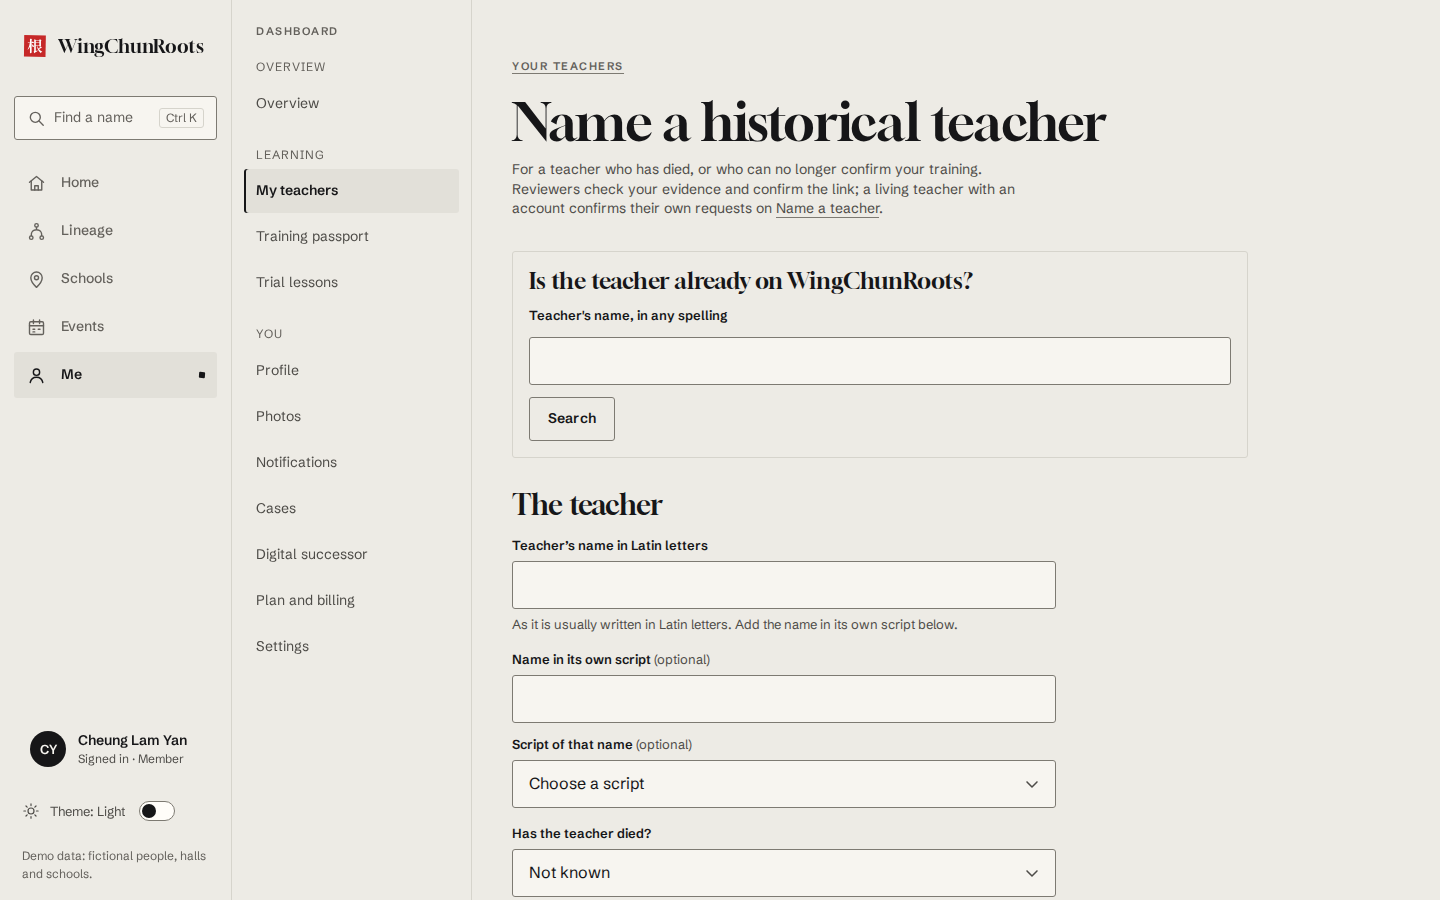 根 WingChunRoots
Find a name Ctrl K
Home
Lineage
Schools
Events
Me
CY Cheung Lam Yan
Signed in · Member
Theme: Light
Demo data: fictional people, halls
and schools.
DASHBOARD
OVERVIEW
Overview
LEARNING
My teachers
Training passport
Trial lessons
YOU
Profile
Photos
Notifications
Cases
Digital successor
Plan and billing
Settings
YOUR TEACHERS
Name a historical teacher
For a teacher who has died, or who can no longer confirm your training.
Reviewers check your evidence and confirm the link; a living teacher with an
account confirms their own requests on Name a teacher.
Is the teacher already on WingChunRoots?
Teacher's name, in any spelling
Search
The teacher
Teacher’s name in Latin letters
As it is usually written in Latin letters. Add the name in its own script below.
Name in its own script (optional)
Script of that name (optional)
Choose a script
Has the teacher died?
Not known